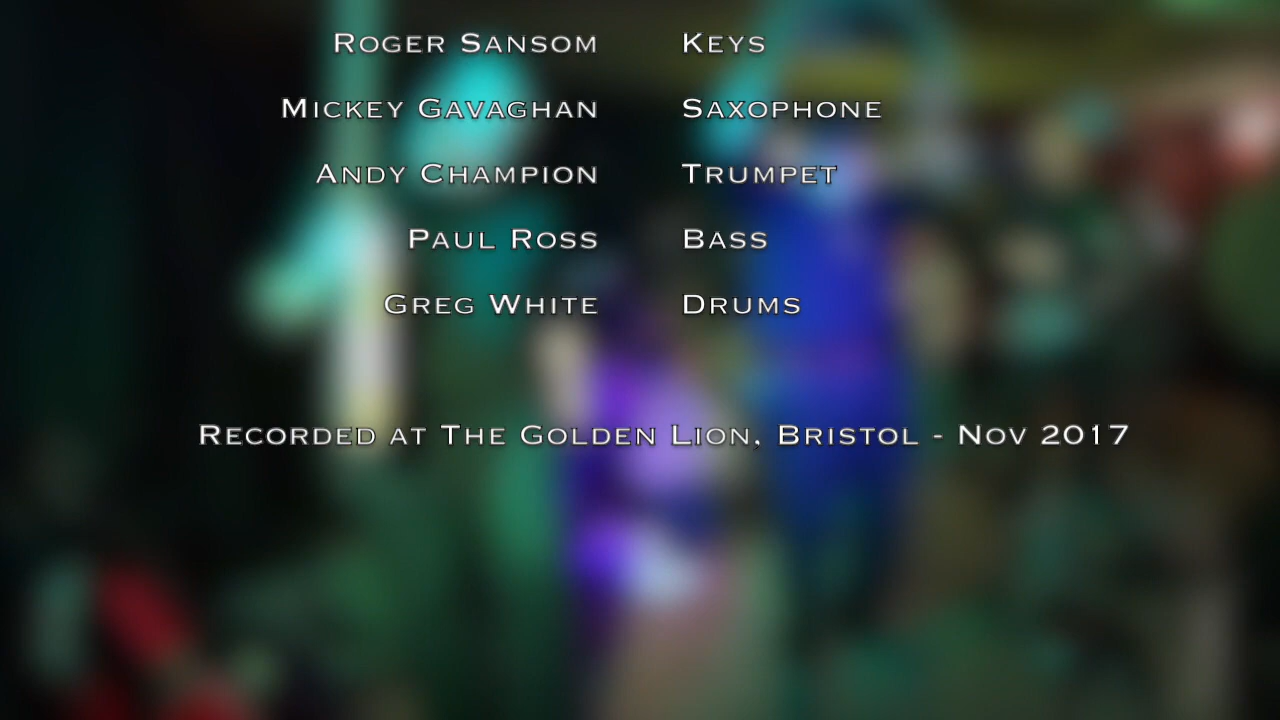 Roger Sansom Keys
Mickey Gavaghan Saxophone
Andy Champion Trumpet
Paul Ross Bass
Greg White Drums
Recorded at The Golden Lion, Bristol - Nov 2017